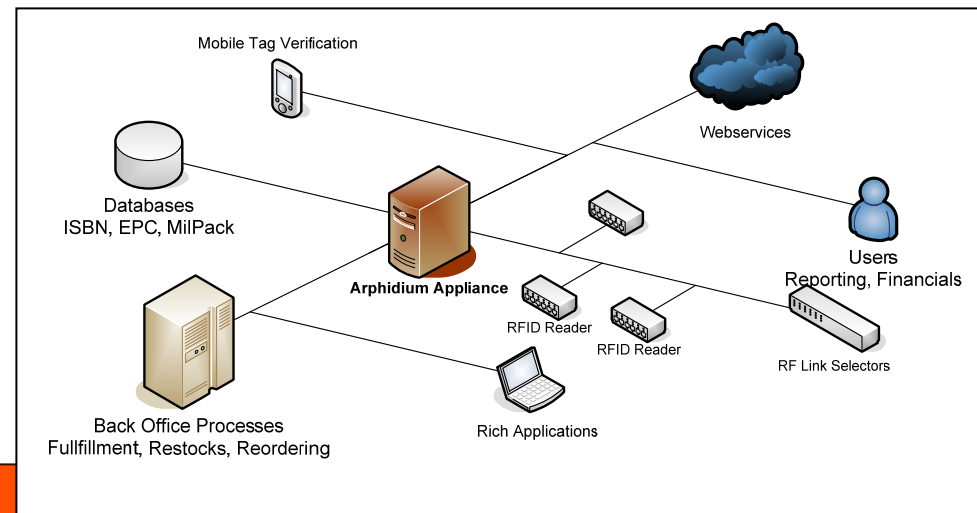 Mobile Tag Verification
Webservices
Databases
ISBN, EPC, MilPack
Users
Reporting, Financials
Arphidium Appliance
RFID Reader
RFID Reader
RF Link Selectors
Back Office Processes
Fullfillment, Restocks, Reordering
Rich Applications